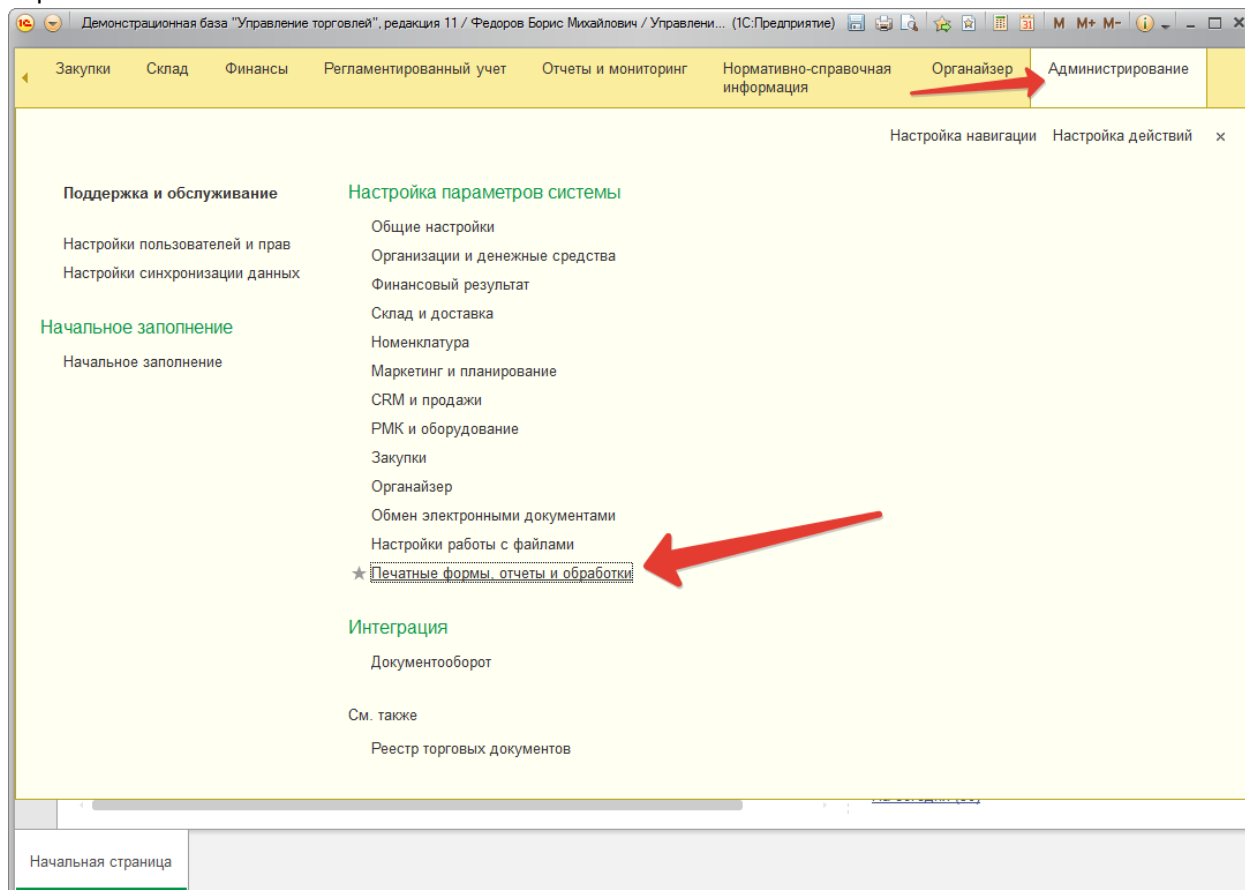 Демонстрационная база "Управление торговлей", редакция 11 / Федоров Борис Михайлович / Управлени... (1С:Предприятие)
31 M M+ M-
Закупки Склад Финансы Регламентированный учет Отчеты и мониторинг Нормативно-справочная информация Органайзер Администрирование
Настройка навигации Настройка действий
Поддержка и обслуживание
Настройки пользователей и прав
Настройки синхронизации данных
Начальное заполнение
Начальное заполнение
Настройка параметров системы
Общие настройки
Организации и денежные средства
Финансовый результат
Склад и доставка
Номенклатура
Маркетинг и планирование
CRM и продажи
РМК и оборудование
Закупки
Органайзер
Обмен электронными документами
Настройки работы с файлами
Печатные формы, отчеты и обработки
Интеграция
Документооборот
См. также
Реестр торговых документов
Начальная страница